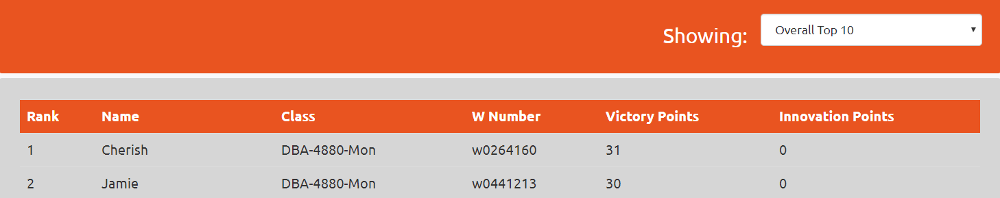 Showing: Overall Top 10
Rank Name Class W Number Victory Points Innovation Points
1 Cherish DBA-4880-Mon w0264160 31 0
2 Jamie DBA-4880-Mon w0441213 30 0